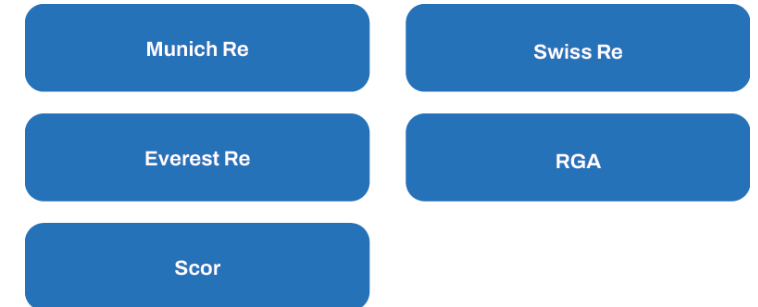 Munich Re
Swiss Re
Everest Re
RGA
Scor